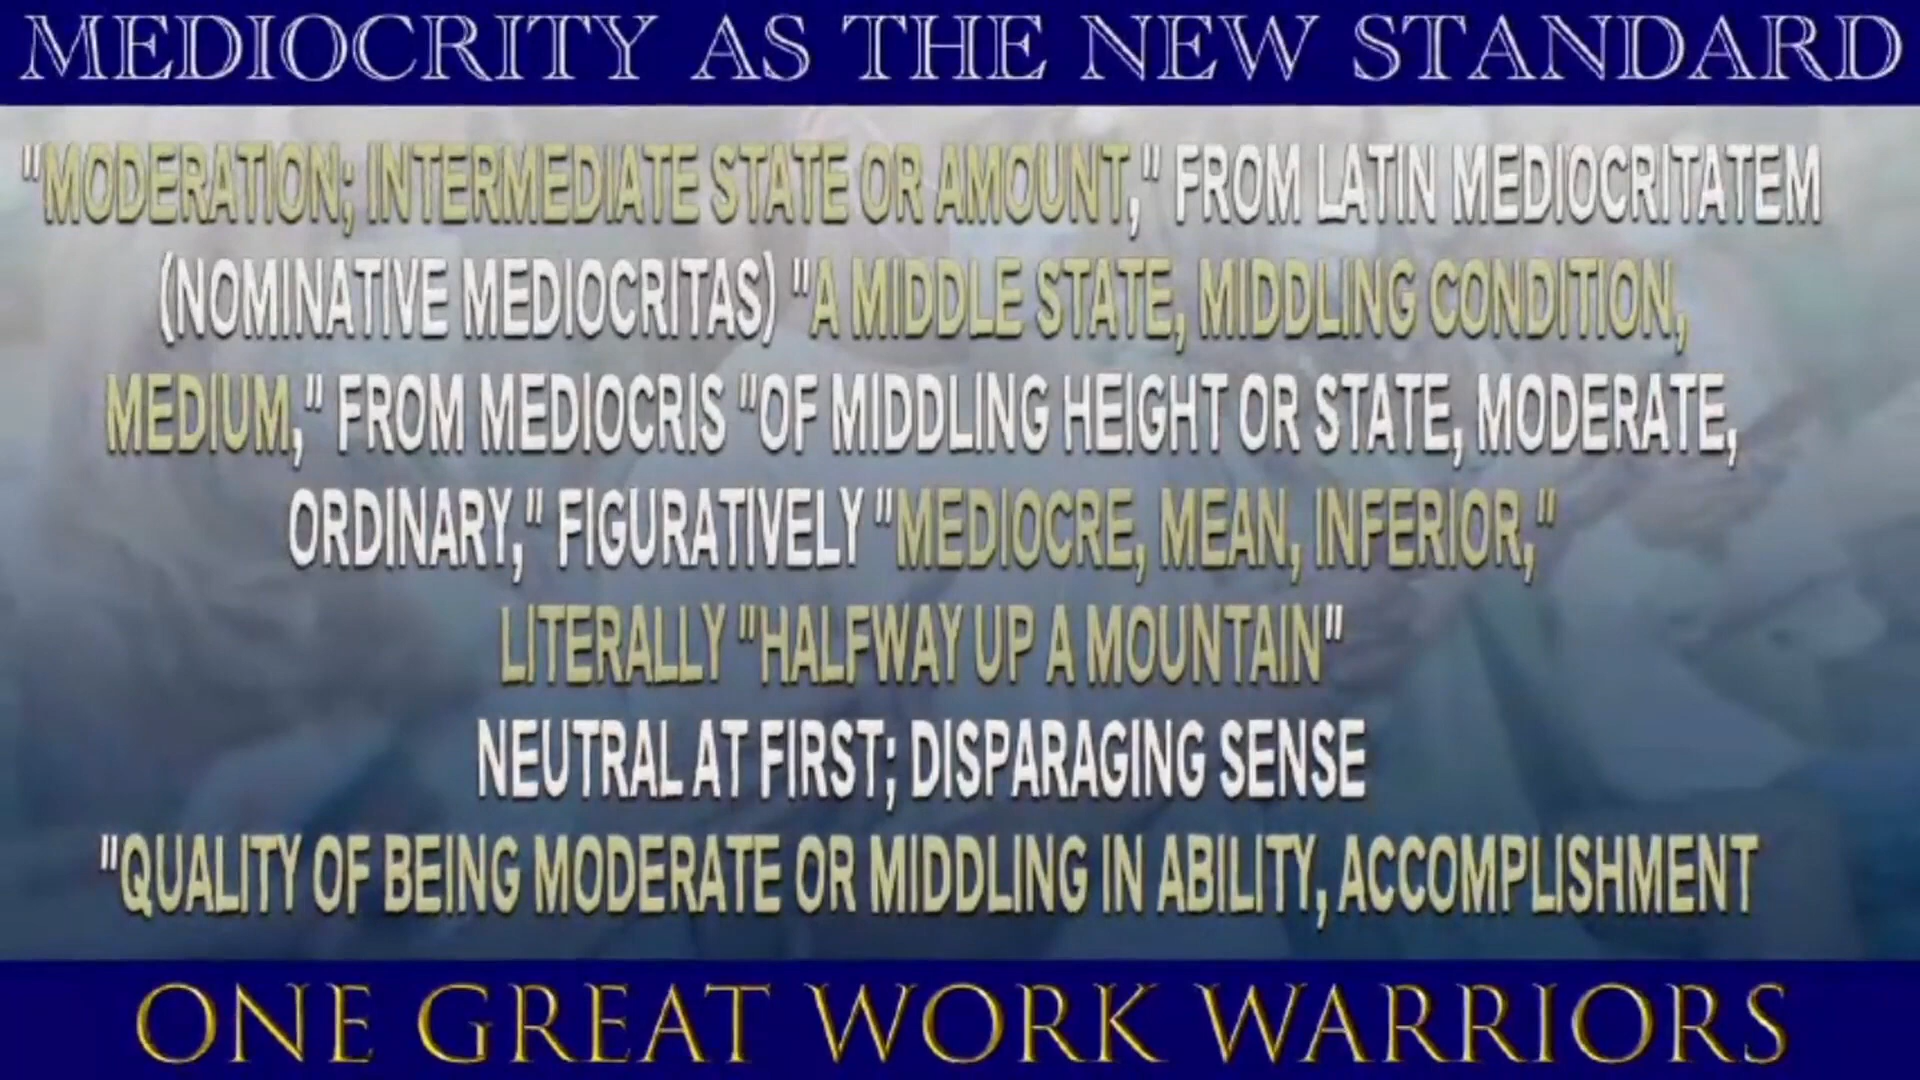 MEDIOCRITY AS THE NEW STANDARD
"MODERATION; INTERMEDIATE STATE OR AMOUNT," FROM LATIN MEDIOCRITATEM
(NOMINATIVE MEDIOCRITAS) "A MIDDLE STATE, MIDDLING CONDITION,
MEDIUM," FROM MEDIOCRIS "OF MIDDLING HEIGHT OR STATE, MODERATE,
ORDINARY," FIGURATIVELY "MEDIOCRE, MEAN, INFERIOR,"
LITERALLY "HALFWAY UP A MOUNTAIN"
NEUTRAL AT FIRST; DISPARAGING SENSE
"QUALITY OF BEING MODERATE OR MIDDLING IN ABILITY, ACCOMPLISHMENT
ONE GREAT WORK WARRIORS